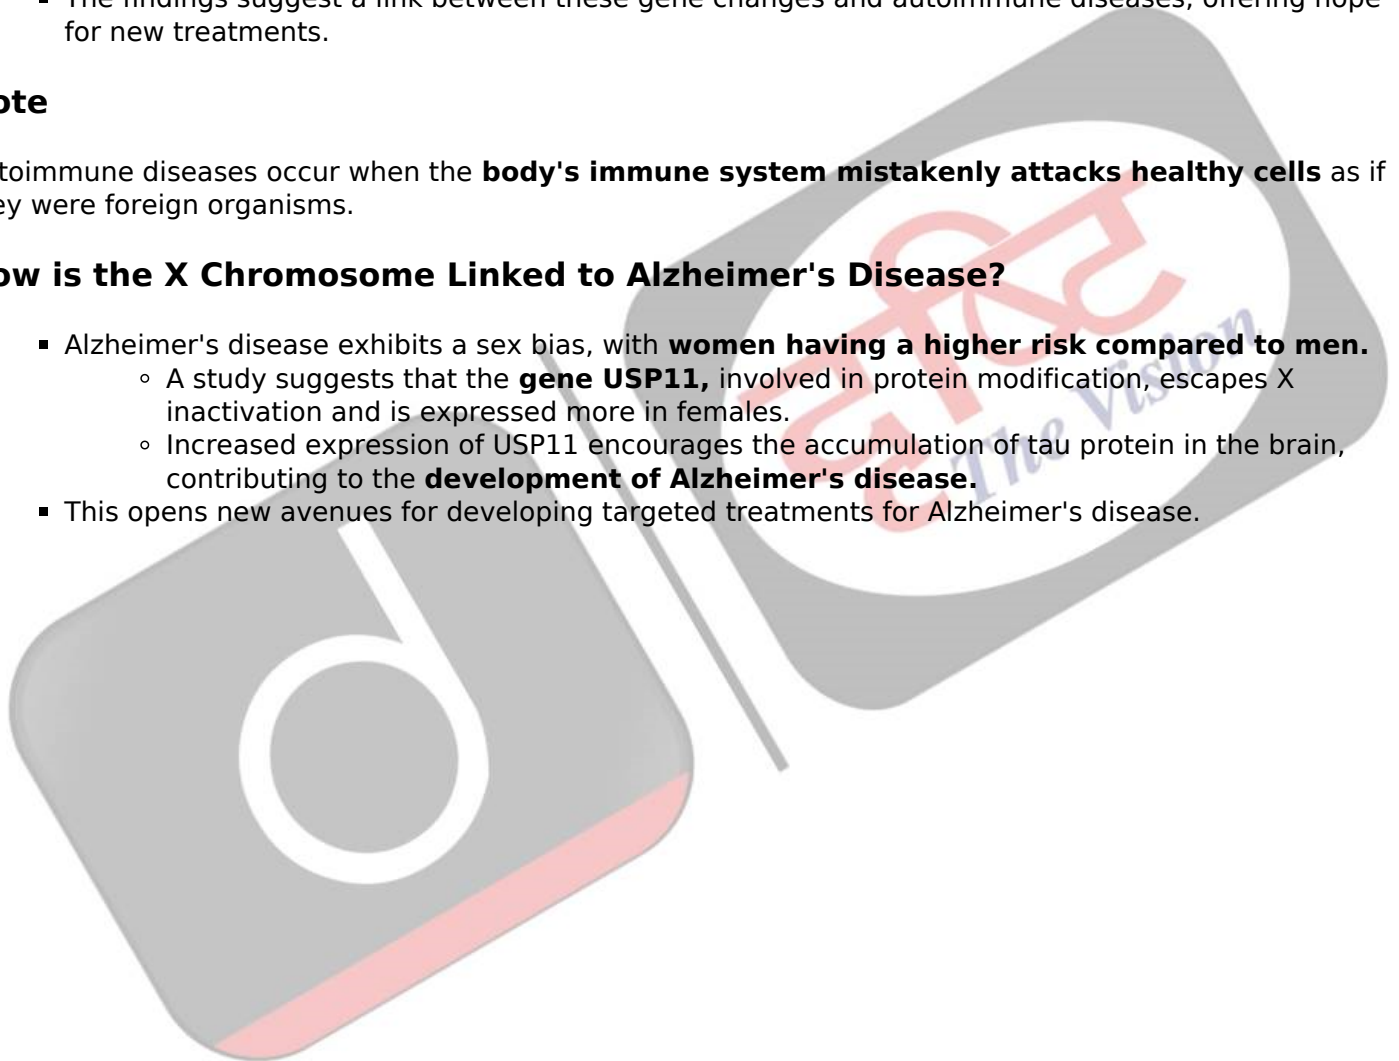 The findings suggest a link between these gene changes and autoimmune diseases, offering hope
for new treatments.
ote
toimmune diseases occur when the body's immune system mistakenly attacks healthy cells as if
ey were foreign organisms.
ow is the X Chromosome Linked to Alzheimer's Disease?
Alzheimer's disease exhibits a sex bias, with women having a higher risk compared to men.
A study suggests that the gene USP11, involved in protein modification, escapes X
inactivation and is expressed more in females.
Increased expression of USP11 encourages the accumulation of tau protein in the brain,
contributing to the development of Alzheimer's disease.
This opens new avenues for developing targeted treatments for Alzheimer's disease.
दृष्टि
The Vision